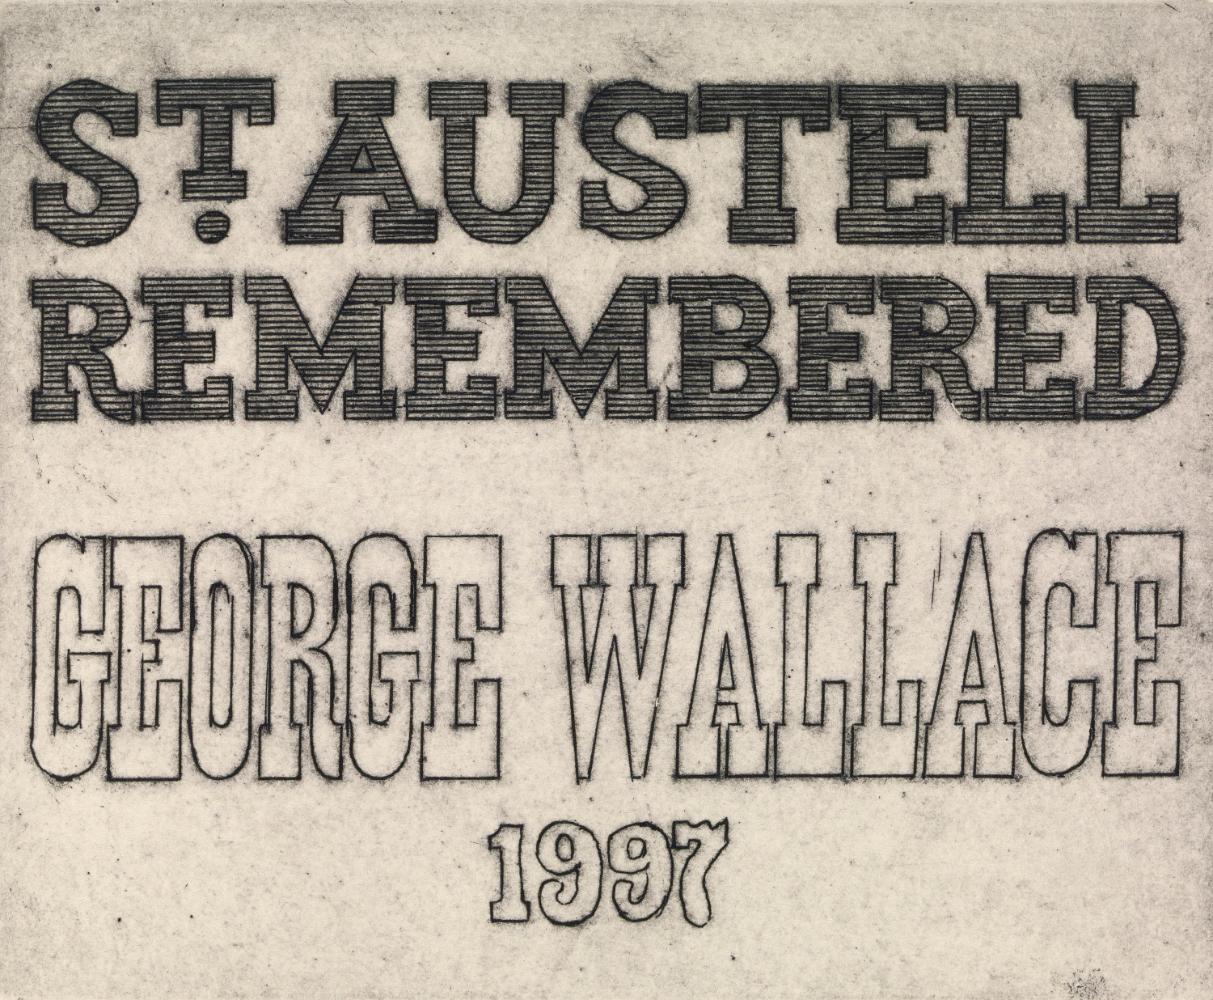 ST. AUSTELL
REMEMBERED
GEORGE WALLACE
1997